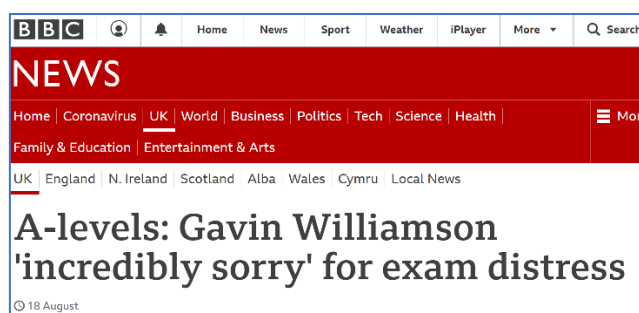 BBC Home News Sport Weather iPlayer More Search
NEWS
Home Coronavirus UK World Business Politics Tech Science Health Mor
Family & Education Entertainment & Arts
UK England N. Ireland Scotland Alba Wales Cymru Local News
A-levels: Gavin Williamson
'incredibly sorry' for exam distress
18 August